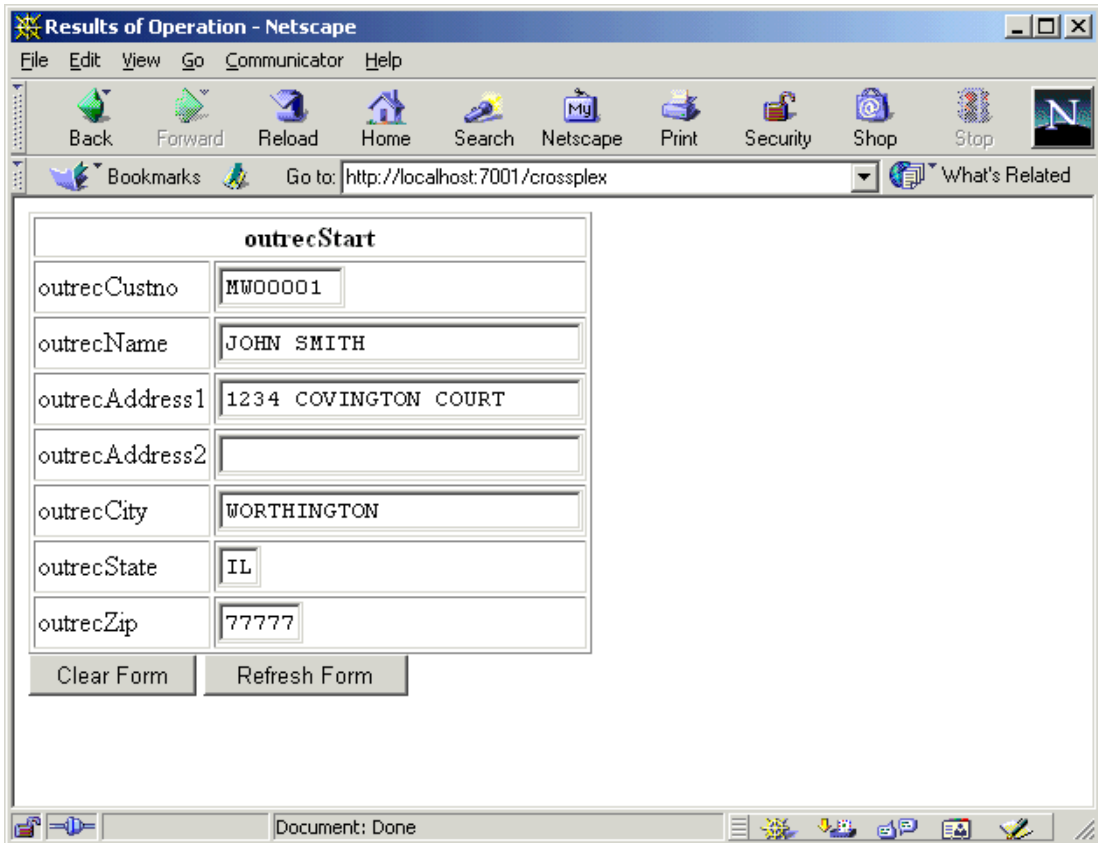 Results of Operation - Netscape
File Edit View Go Communicator Help
My
N
Back Forward Reload Home Search Netscape Print Security Shop Stop
Bookmarks Go to: http://localhost:7001/crossplex What's Related
outrecStart
outrecCustno MW00001
outrecName JOHN SMITH
outrecAddress1 1234 COVINGTON COURT
outrecAddress2
outrecCity WORTHINGTON
outrecState IL
outrecZip 77777
Clear Form Refresh Form
Document: Done